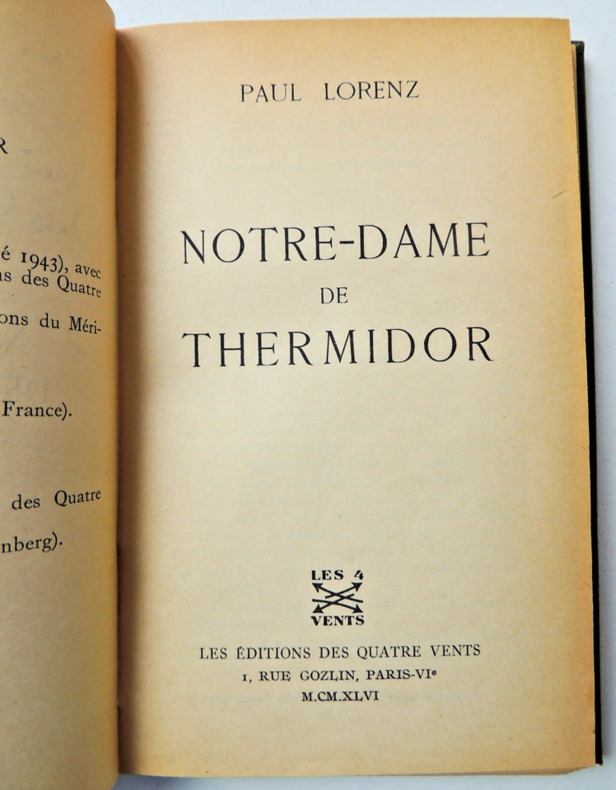 R
é 1943), avec
ns des Quatre
ons du Méri-
France).
des Quatre
nberg).
PAUL LORENZ
NOTRE-DAME
DE
THERMIDOR
LES 4
VENTS
LES ÉDITIONS DES QUATRE VENTS
1, RUE GOZLIN, PARIS-VIe
M.CM.XLVI